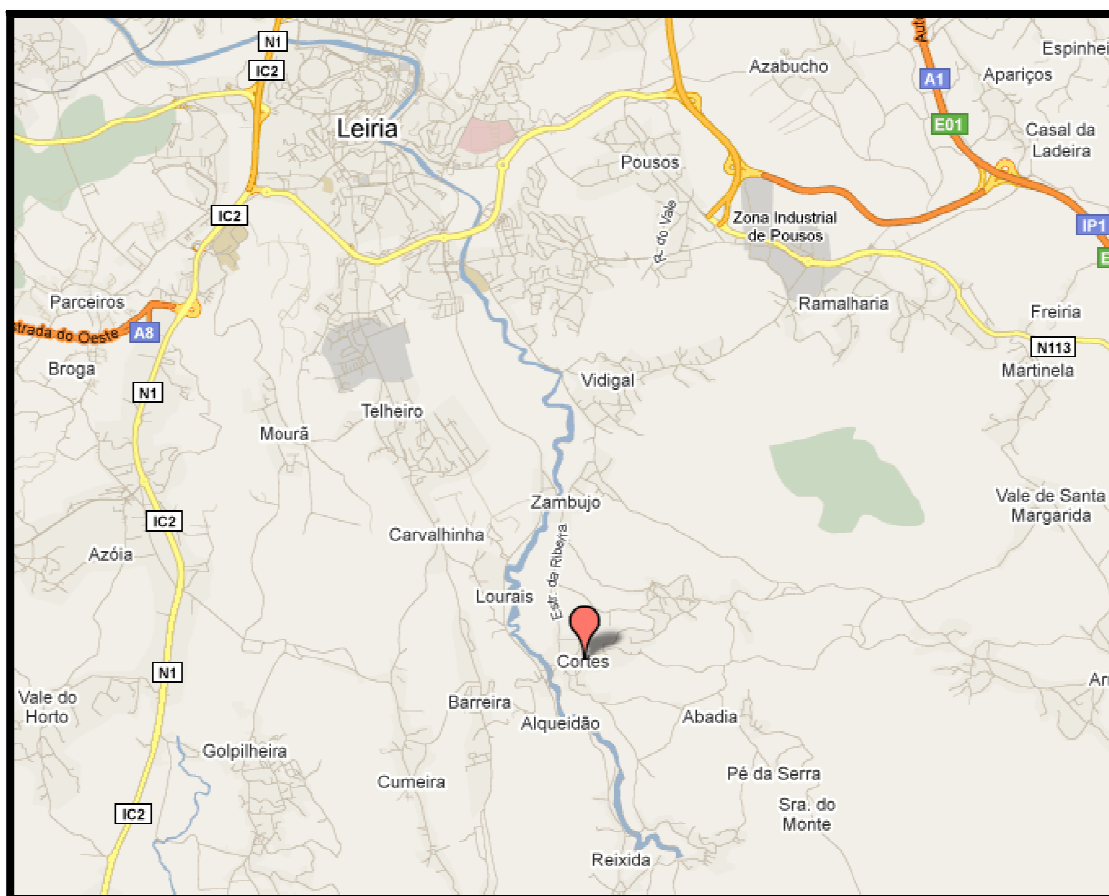 N1
IC2
Leiria
Azabucho
A1
Espinhei
Apariços
E01
Casal da
Ladeira
Pousos
R. do Vale
Zona Industrial
de Pousos
IP1
E
IC2
Parceiros
strada do Oeste
A8
Ramalharia
Freiria
N113
Martinela
Broga
N1
Vidigal
Telheiro
Mourã
Zambujo
Vale de Santa
Margarida
IC2
Azóia
Carvalhinha
Estr. da Ribeira
Lourais
Cortes
N1
Vale do
Horto
Barreira
Alqueidão
Abadia
Golpilheira
Cumeira
Pé da Serra
Sra. do
Monte
IC2
Reixida